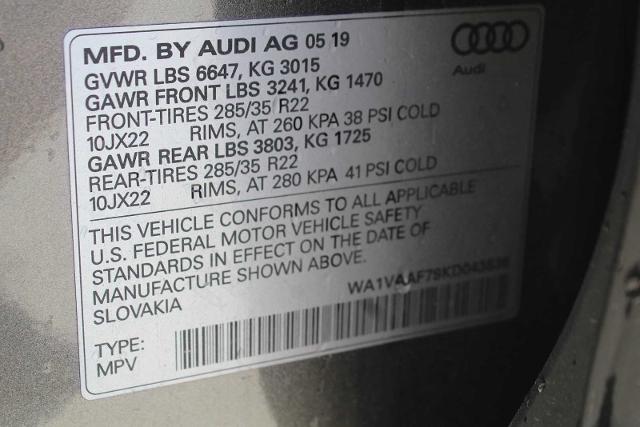 MFD. BY AUDI AG 05 19
GVWR LBS 6647, KG 3015
GAWR FRONT LBS 3241, KG 1470
FRONT-TIRES 285/35 R22
10JX22 RIMS, AT 260 KPA 38 PSI COLD
GAWR REAR LBS 3803, KG 1725
REAR-TIRES 285/35 R22
10JX22 RIMS, AT 280 KPA 41 PSI COLD
Audi
THIS VEHICLE CONFORMS TO ALL APPLICABLE
U.S. FEDERAL MOTOR VEHICLE SAFETY
STANDARDS IN EFFECT ON THE DATE OF
MANUFACTURE SHOWN ABOVE.
SLOVAKIA
TYPE:
MPV